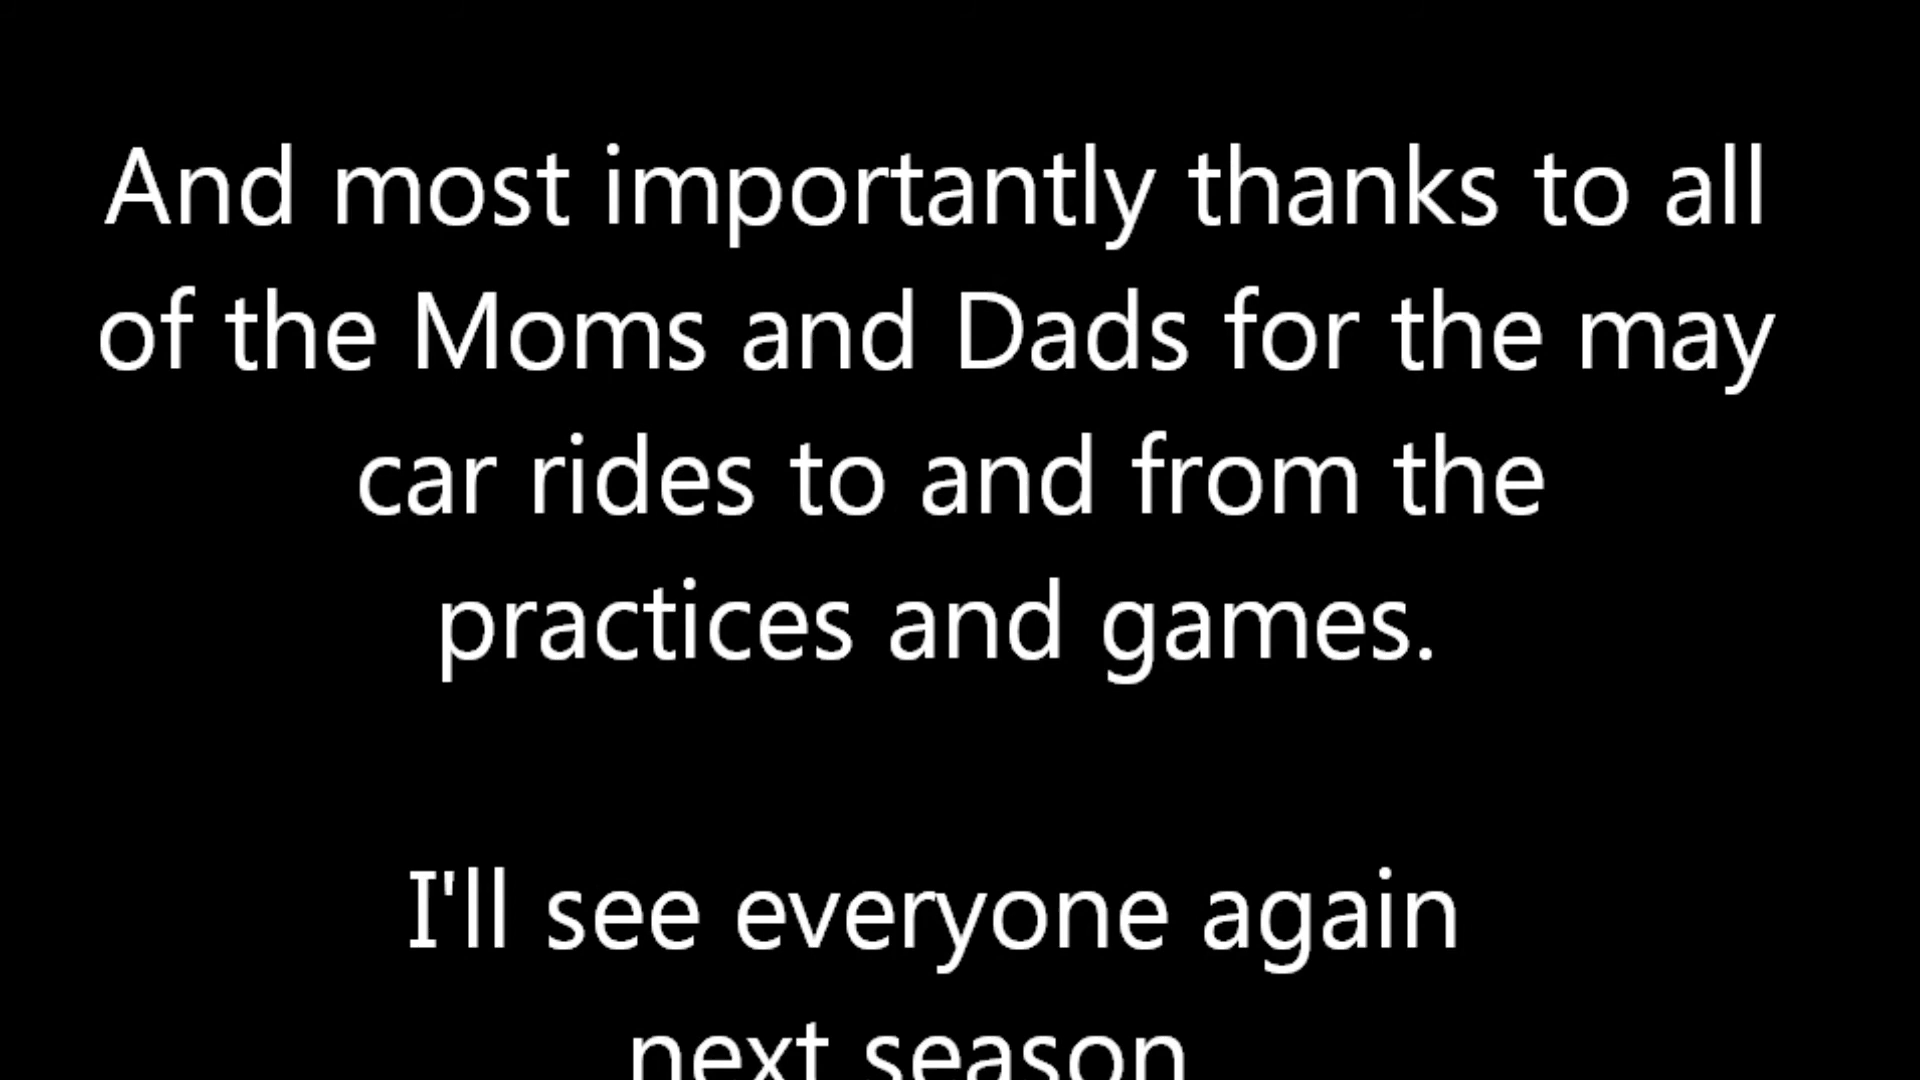 And most importantly thanks to all
of the Moms and Dads for the may
car rides to and from the
practices and games.
I'll see everyone again
next season